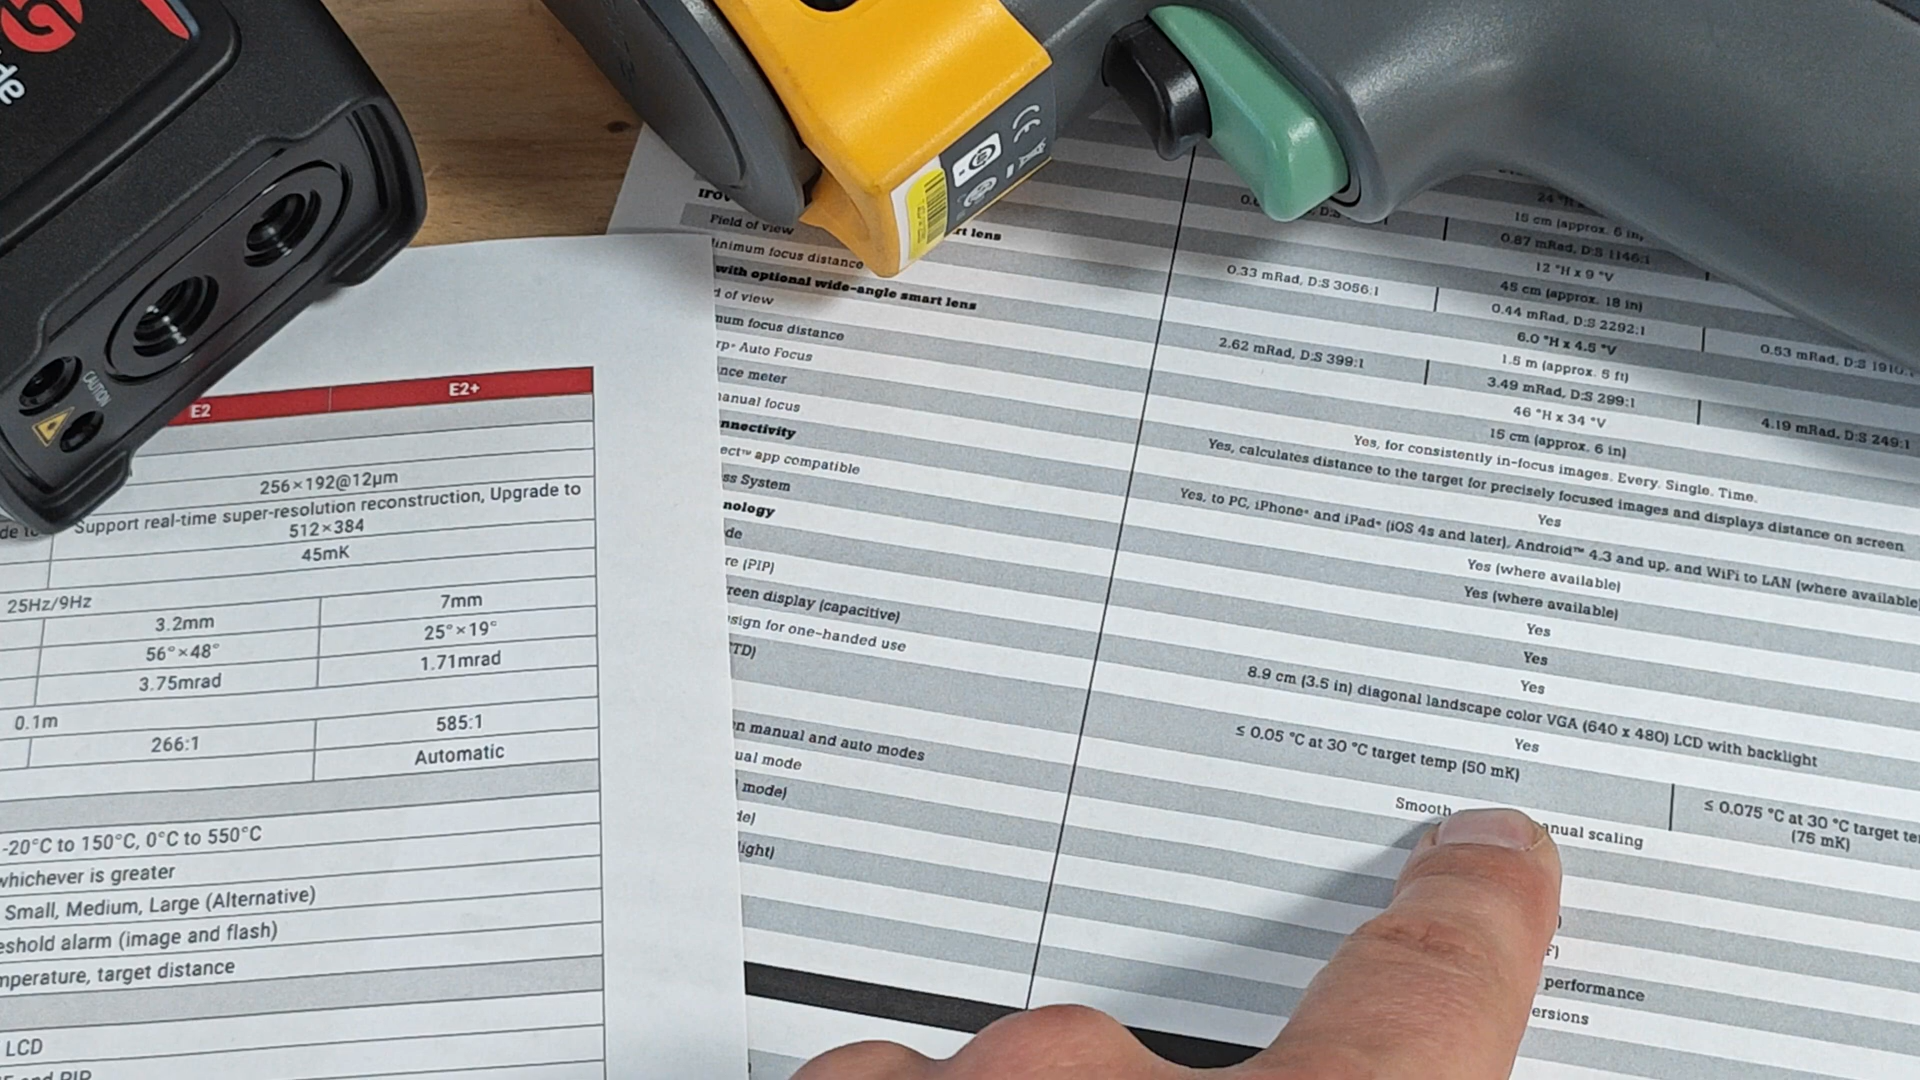 de
CAUTION
E2
E2+
256×192@12μm
Support real-time super-resolution reconstruction, Upgrade to
512×384
45mK
25Hz/9Hz
3.2mm
7mm
56°×48°
25°×19°
3.75mrad
1.71mrad
0.1m
266:1
585:1
Automatic
-20°C to 150°C, 0°C to 550°C
whichever is greater
Small, Medium, Large (Alternative)
eshold alarm (image and flash)
mperature, target distance
LCD
and PIP
CE
Field of view
rt lens
inimum focus distance
with optional wide-angle smart lens
d of view
num focus distance
rp® Auto Focus
nce meter
nanual focus
nnectivity
ect™ app compatible
ss System
nology
de
re (PIP)
reen display (capacitive)
sign for one-handed use
TD)
n manual and auto modes
ual mode
mode)
de)
light)
D:S
15 cm (approx. 6 in)
0.87 mRad, D:S 1146:1
12 °H x 9 °V
45 cm (approx. 18 in)
0.33 mRad, D:S 3056:1
0.44 mRad, D:S 2292:1
0.53 mRad, D:S 1910:1
6.0 °H x 4.5 °V
1.5 m (approx. 5 ft)
2.62 mRad, D:S 399:1
3.49 mRad, D:S 299:1
4.19 mRad, D:S 249:1
46 °H x 34 °V
15 cm (approx. 6 in)
Yes, for consistently in-focus images. Every. Single. Time.
Yes, calculates distance to the target for precisely focused images and displays distance on screen
Yes
Yes, to PC, iPhone® and iPad® (iOS 4s and later), Android™ 4.3 and up, and WiFi to LAN (where available)
Yes (where available)
Yes (where available)
Yes
Yes
Yes
8.9 cm (3.5 in) diagonal landscape color VGA (640 x 480) LCD with backlight
Yes
≤ 0.05 °C at 30 °C target temp (50 mK)
≤ 0.075 °C at 30 °C target te
(75 mK)
Smooth
anual scaling
F)
performance
ersions